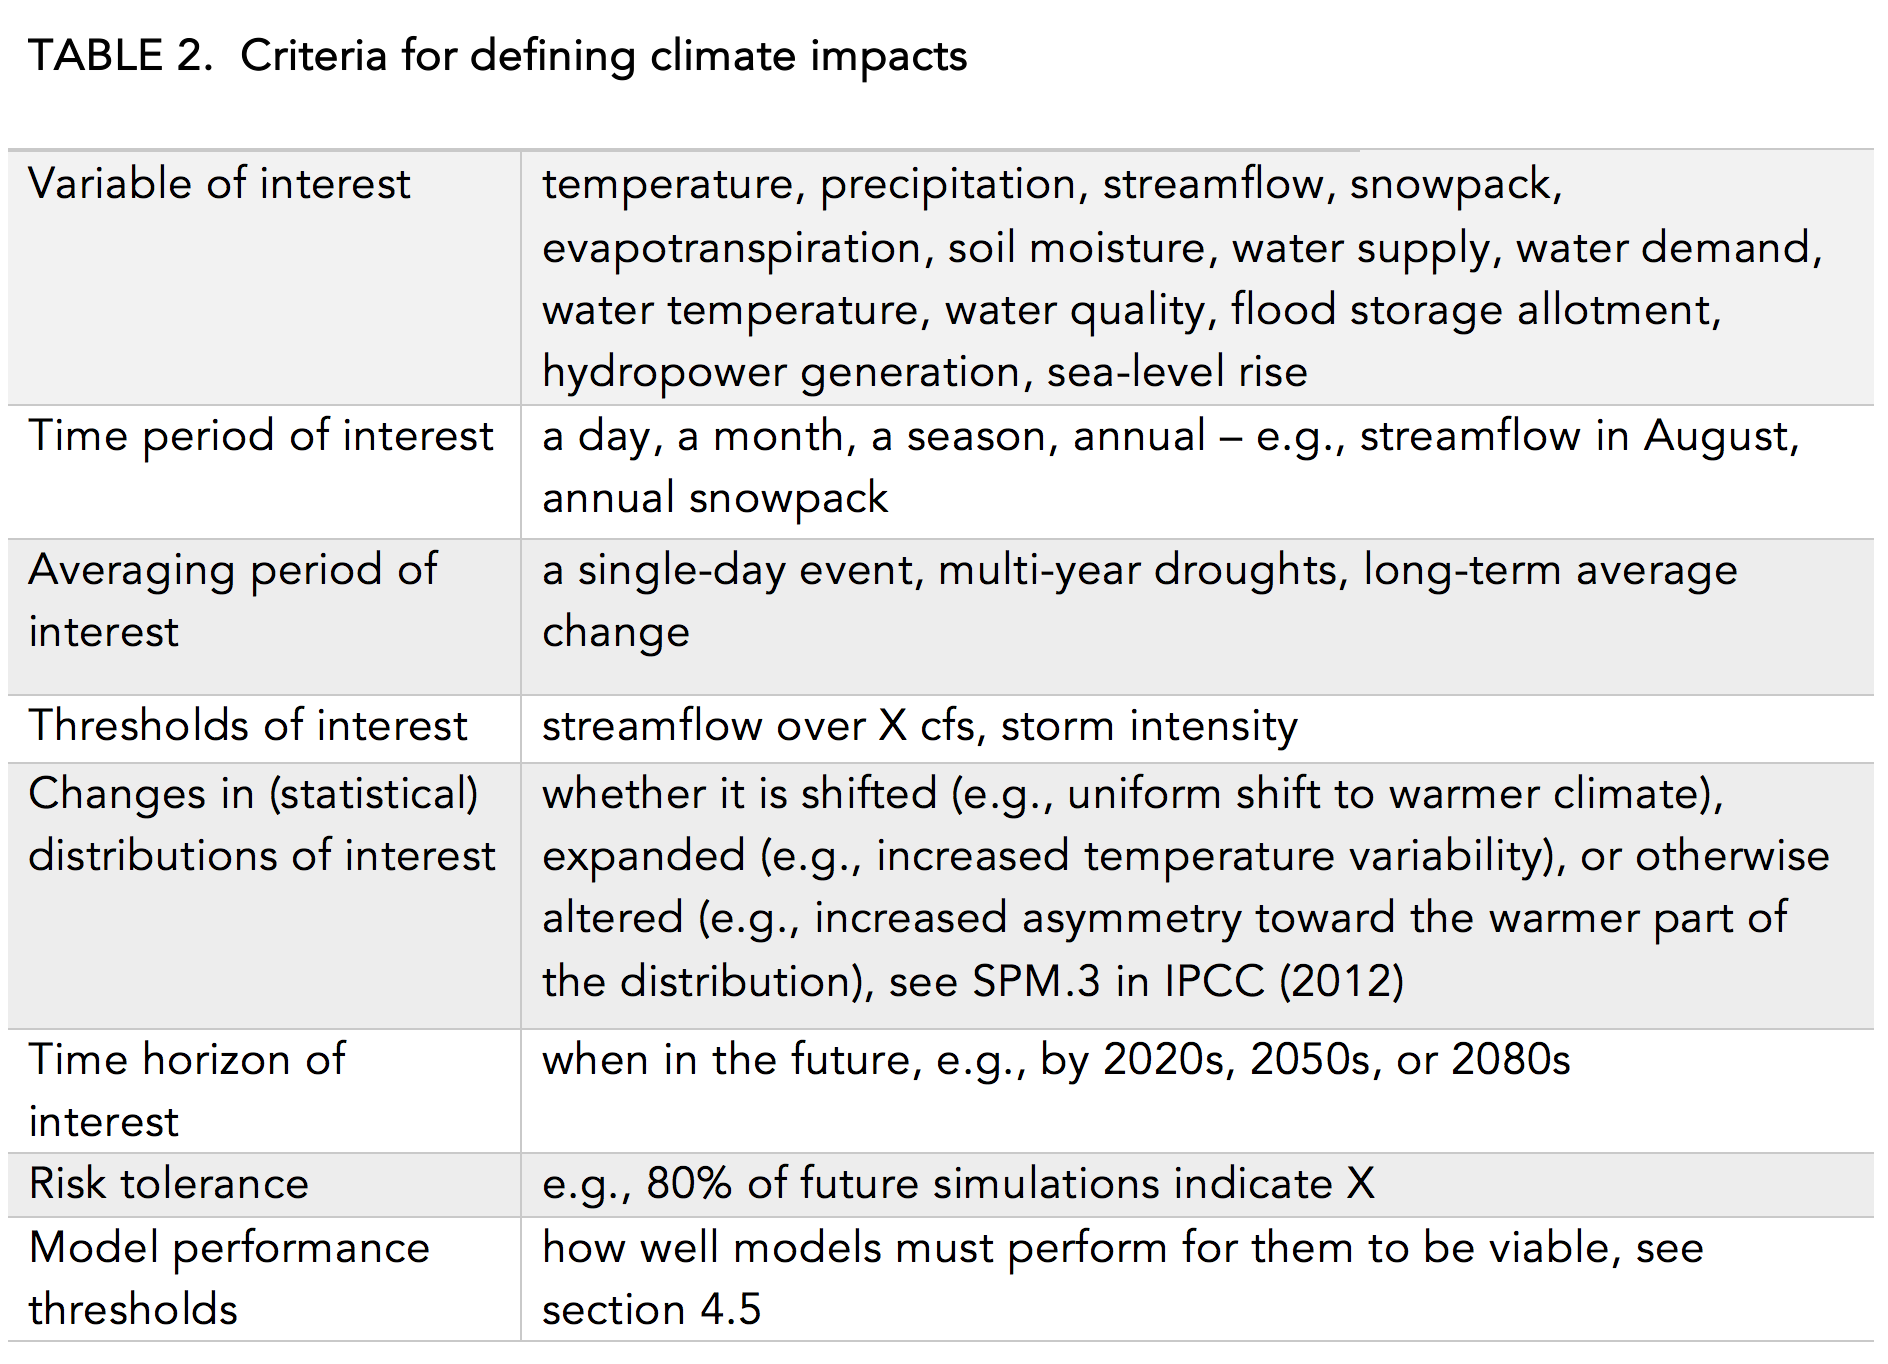 TABLE 2. Criteria for defining climate impacts
Variable of interest
temperature, precipitation, streamflow, snowpack,
evapotranspiration, soil moisture, water supply, water demand,
water temperature, water quality, flood storage allotment,
hydropower generation, sea-level rise
Time period of interest
a day, a month, a season, annual – e.g., streamflow in August,
annual snowpack
Averaging period of
interest
a single-day event, multi-year droughts, long-term average
change
Thresholds of interest
streamflow over X cfs, storm intensity
Changes in (statistical)
distributions of interest
whether it is shifted (e.g., uniform shift to warmer climate),
expanded (e.g., increased temperature variability), or otherwise
altered (e.g., increased asymmetry toward the warmer part of
the distribution), see SPM.3 in IPCC (2012)
Time horizon of
interest
when in the future, e.g., by 2020s, 2050s, or 2080s
Risk tolerance
e.g., 80% of future simulations indicate X
Model performance
thresholds
how well models must perform for them to be viable, see
section 4.5